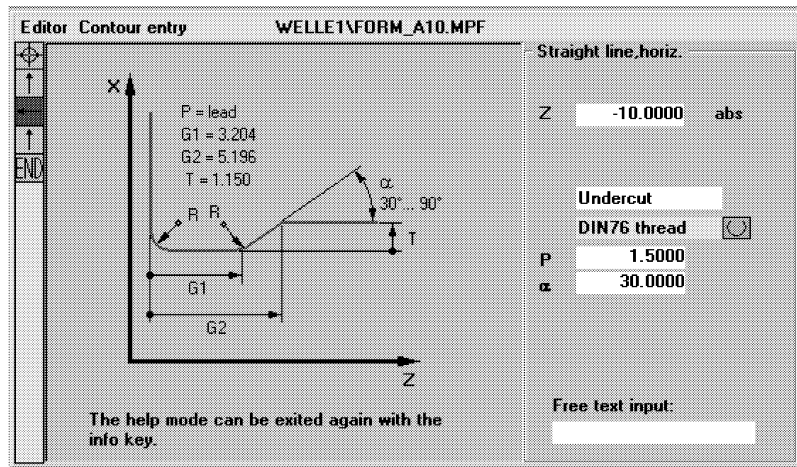 Editor Contour entry WELLE1\FORM_A10.MPF
Straight line,horiz.
X
P = lead
G1 = 3.204
G2 = 5.196
T = 1.150
Z -10.0000 abs
END
α
30°... 90°
R R
T
Undercut
DIN76 thread
P 1.5000
α 30.0000
G1
G2
Z
Free text input:
The help mode can be exited again with the
info key.